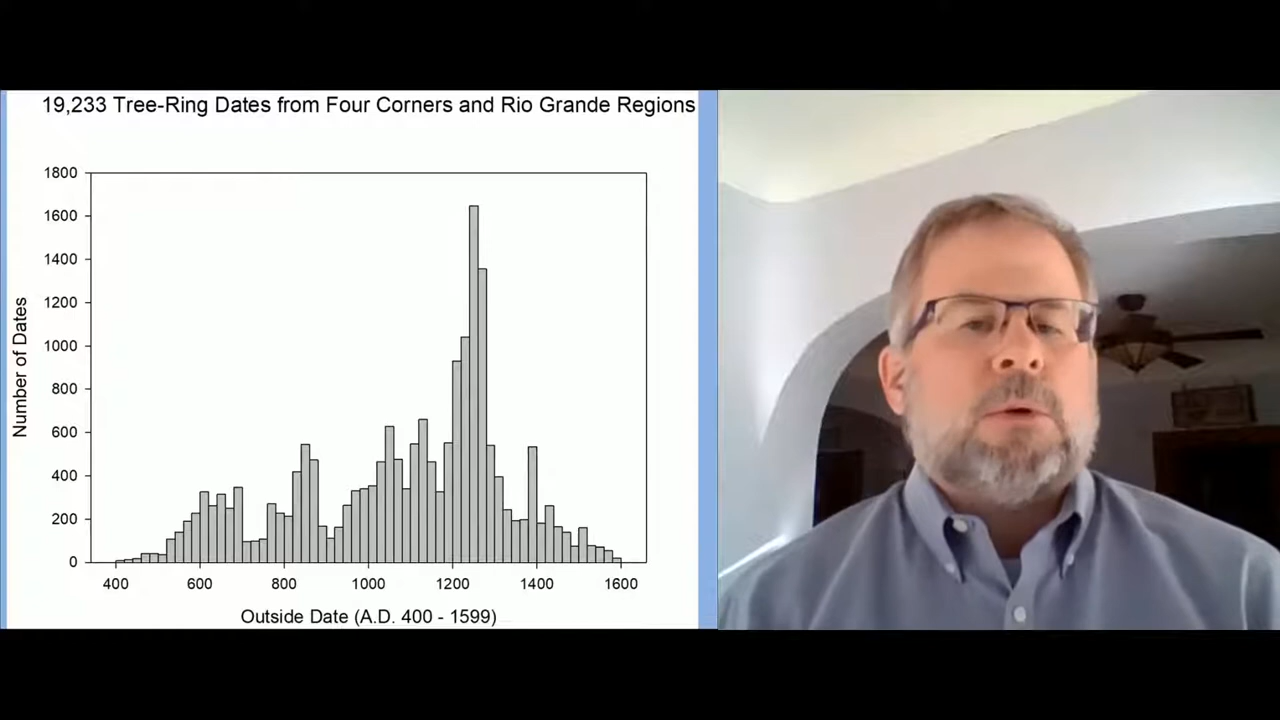 19,233 Tree-Ring Dates from Four Corners and Rio Grande Regions
1800
1600
1400
1200
1000
800
600
400
200
0
Number of Dates
400 600 800 1000 1200 1400 1600
Outside Date (A.D. 400 - 1599)